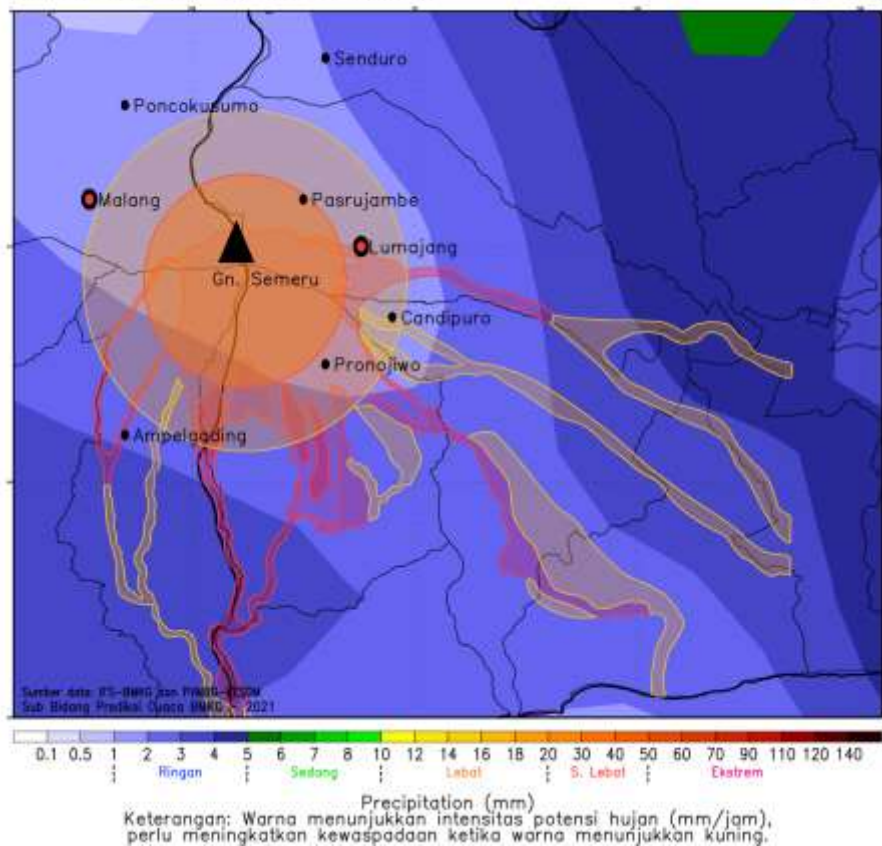 Senduro
Poncokusumo
Malang
Pasrujambe
Lumajang
Gn. Semeru
Candipuro
Pronojiwo
Ampelgading
Sumber data: IFS-BMKG dan PVMBG-ESDM
Sub Bidang Prediksi Cuaca BMKG - 2021
0.1 0.5 1 2 3 4 5 6 7 8 10 12 14 16 18 20 30 40 50 60 70 90 110 120 140
Ringan Sedang Lebat S. Lebat Ekstrem
Precipitation (mm)
Keterangan: Warna menunjukkan intensitas potensi hujan (mm/jam),
perlu meningkatkan kewaspadaan ketika warna menunjukkan kuning.